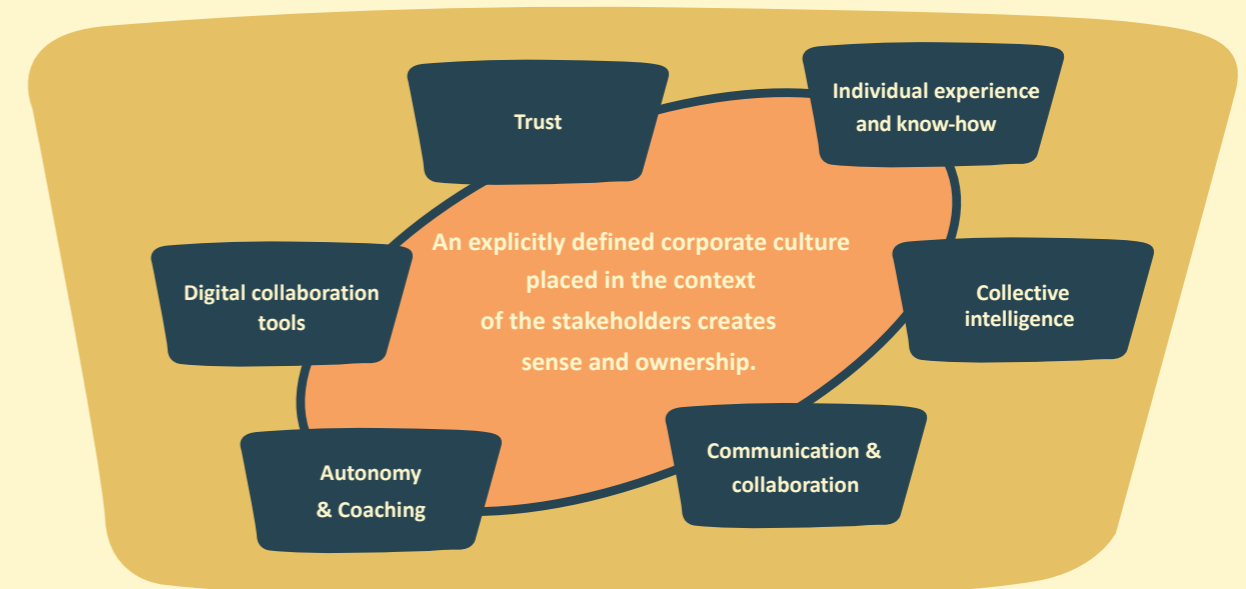 Trust
Individual experience
and know-how
An explicitly defined corporate culture
placed in the context
of the stakeholders creates
sense and ownership.
Digital collaboration
tools
Collective
intelligence
Autonomy
& Coaching
Communication &
collaboration